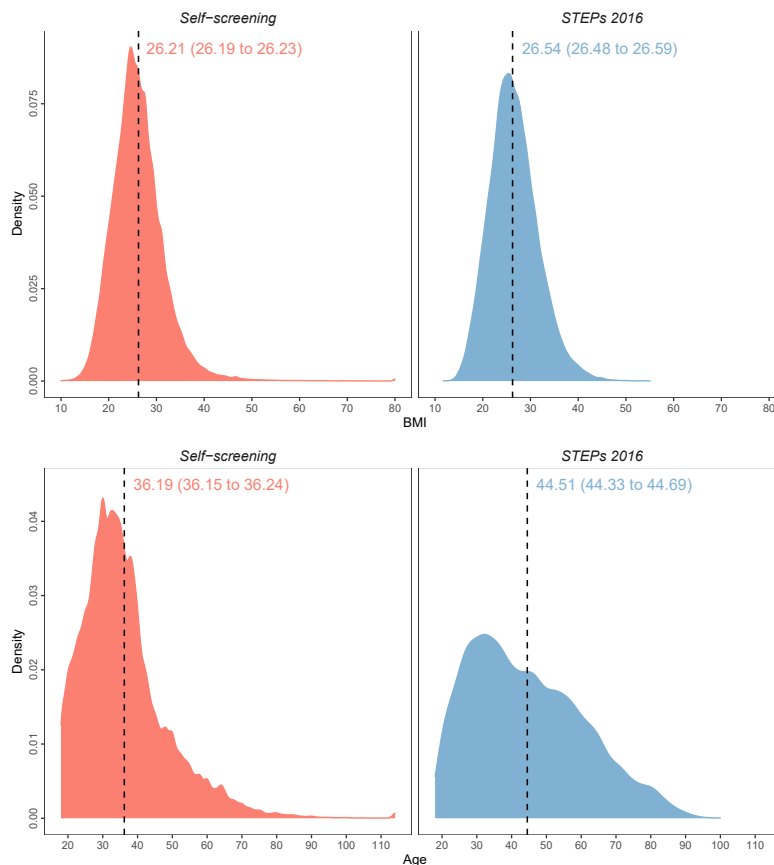 Self−screening
STEPs 2016
26.21 (26.19 to 26.23)
26.54 (26.48 to 26.59)
Density
0.075
0.050
0.025
0.000
10 20 30 40 50 60 70 80
10 20 30 40 50 60 70 80
BMI
Self−screening
STEPs 2016
36.19 (36.15 to 36.24)
44.51 (44.33 to 44.69)
Density
0.04
0.03
0.02
0.01
0.00
20 30 40 50 60 70 80 90 100 110
20 30 40 50 60 70 80 90 100 110
Age